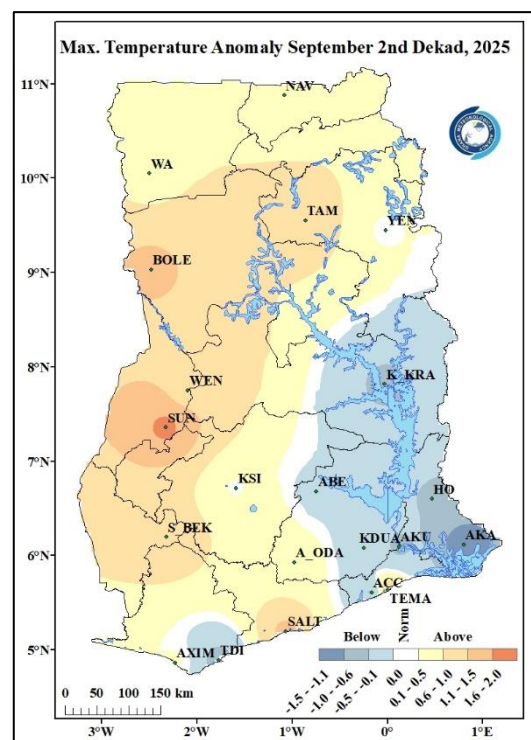 Max. Temperature Anomaly September 2nd Dekad, 2025
11°N
NAV
10°N
WA
TAM
YEN
9°N
BOLE
8°N
K_KRA
WEN
SUN
7°N
KSI
ABE
HO
S_BEK
KDUA
AKU
AKA
6°N
A_ODA
ACC
TEMA
SALT
5°N
AXIM
TDI
Below
Norm
Above
-1.5 - -1.1
-1.0 - -0.6
-0.5 - -0.1
0.0
0.1 - 0.5
0.6 - 1.0
1.1 - 1.5
1.6 - 2.0
0 50 100 150 km
3°W 2°W 1°W 0° 1°E